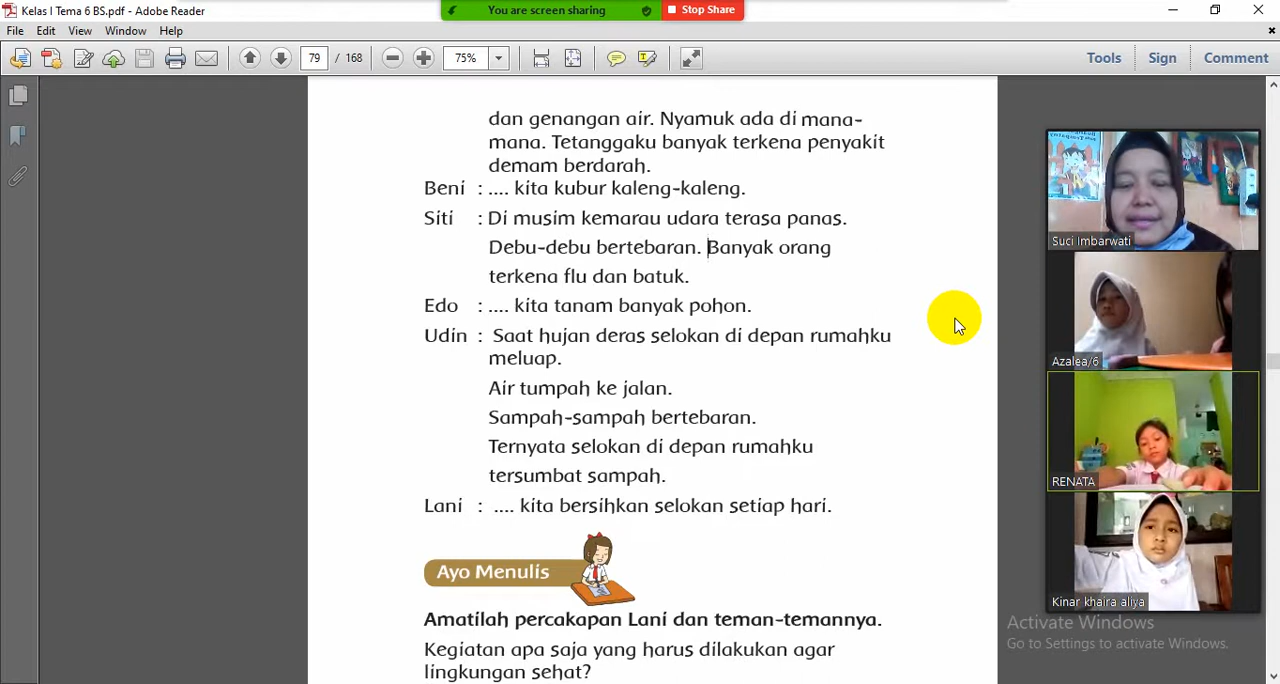 Kelas I Tema 6 BS.pdf - Adobe Reader
You are screen sharing
Stop Share
File Edit View Window Help
79 / 168
75%
Tools Sign Comment
dan genangan air. Nyamuk ada di mana-
mana. Tetanggaku banyak terkena penyakit
demam berdarah.
Beni : .... kita kubur kaleng-kaleng.
Siti : Di musim kemarau udara terasa panas.
Debu-debu bertebaran. Banyak orang
terkena flu dan batuk.
Edo : .... kita tanam banyak pohon.
Udin : Saat hujan deras selokan di depan rumahku
meluap.
Air tumpah ke jalan.
Sampah-sampah bertebaran.
Ternyata selokan di depan rumahku
tersumbat sampah.
Lani : .... kita bersihkan selokan setiap hari.
Ayo Menulis
Amatilah percakapan Lani dan teman-temannya.
Kegiatan apa saja yang harus dilakukan agar
lingkungan sehat?
Suci Imbarwati
Azalea/6
RENATA
Kinar khaira aliya
Activate Windows
Go to Settings to activate Windows.